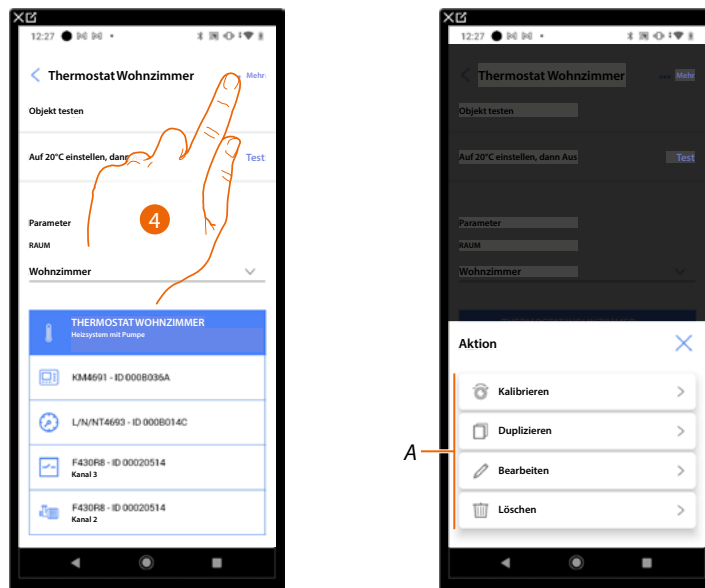 12:27
Thermostat Wohnzimmer
... Mehr
Objekt testen
Auf 20°C einstellen, dann
Test
4
Parameter
RAUM
Wohnzimmer
THERMOSTAT WOHNZIMMER
Heizsystem mit Pumpe
KM4691 - ID 000B036A
L/N/NT4693 - ID 000B014C
F430R8 - ID 00020514
Kanal 3
F430R8 - ID 00020514
Kanal 2
12:27
Thermostat Wohnzimmer
... Mehr
Objekt testen
Auf 20°C einstellen, dann Aus
Test
Parameter
RAUM
Wohnzimmer
THERMOSTAT WOHNZIMMER
Aktion
A
Kalibrieren
Duplizieren
Bearbeiten
Löschen